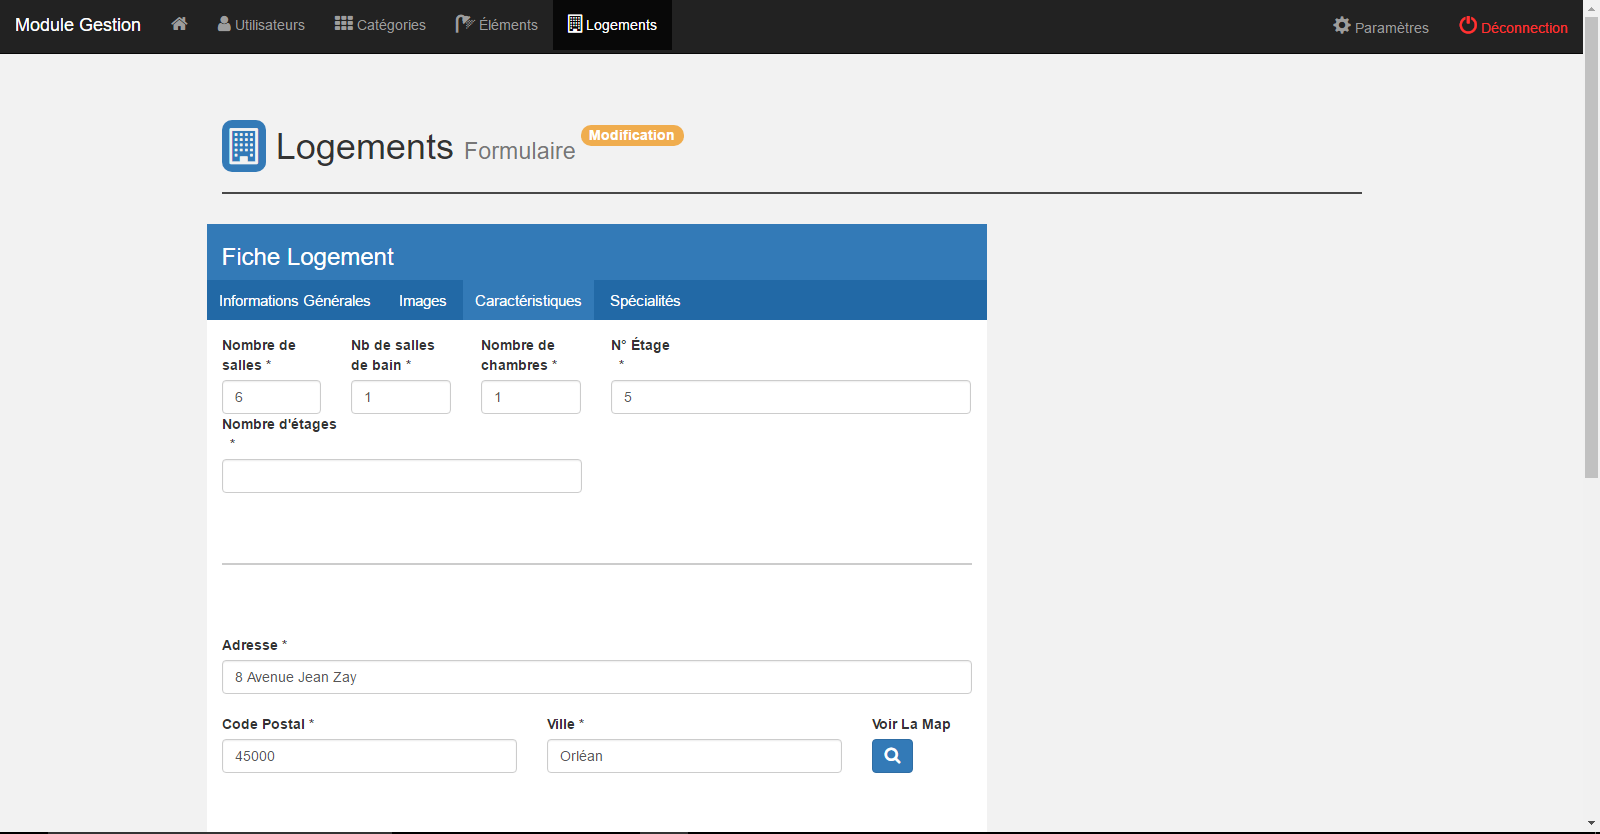 Module Gestion Utilisateurs Catégories Éléments Logements Paramètres Déconnection
Logements Formulaire Modification
Fiche Logement
Informations Générales Images Caractéristiques Spécialités
Nombre de salles *
Nb de salles de bain *
Nombre de chambres *
N° Étage *
6 1 1 5
Nombre d'étages
*
Adresse *
8 Avenue Jean Zay
Code Postal * Ville * Voir La Map
45000 Orléan